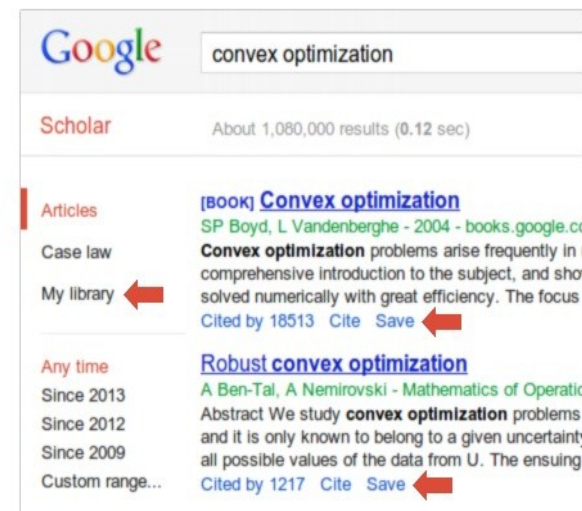 Google
convex optimization
Scholar
About 1,080,000 results (0.12 sec)
Articles
Case law
My library
Any time
Since 2013
Since 2012
Since 2009
Custom range...
[BOOK] Convex optimization
SP Boyd, L Vandenberghe - 2004 - books.google.co
Convex optimization problems arise frequently in
comprehensive introduction to the subject, and sho
solved numerically with great efficiency. The focus
Cited by 18513 Cite Save
Robust convex optimization
A Ben-Tal, A Nemirovski - Mathematics of Operatio
Abstract We study convex optimization problems
and it is only known to belong to a given uncertainty
all possible values of the data from U. The ensuing
Cited by 1217 Cite Save